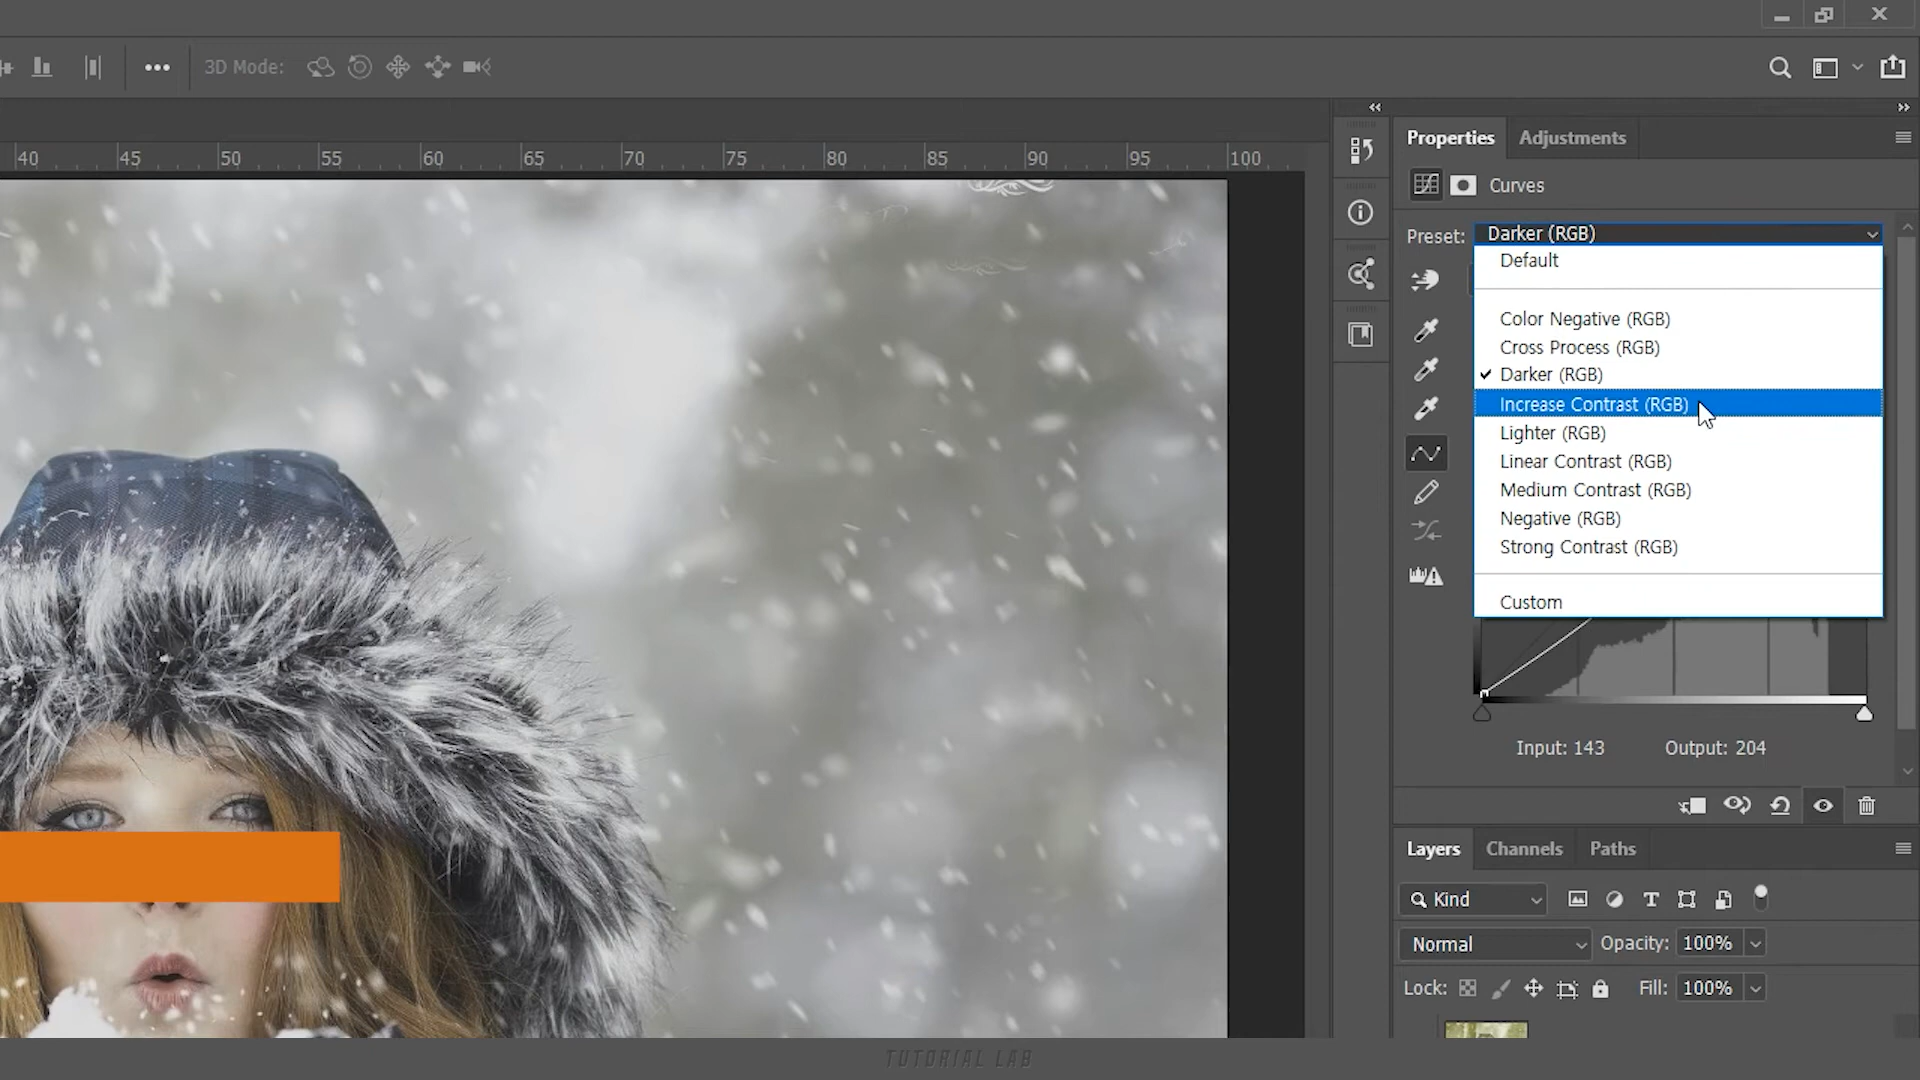 3D Mode:
40 45 50 55 60 65 70 75 80 85 90 95 100
Properties Adjustments
Curves
Preset: Darker (RGB)
Default
Color Negative (RGB)
Cross Process (RGB)
Darker (RGB)
Increase Contrast (RGB)
Lighter (RGB)
Linear Contrast (RGB)
Medium Contrast (RGB)
Negative (RGB)
Strong Contrast (RGB)
Custom
Input: 143 Output: 204
Layers Channels Paths
Kind
Normal Opacity: 100%
Lock: Fill: 100%
TUTORIAL LAB